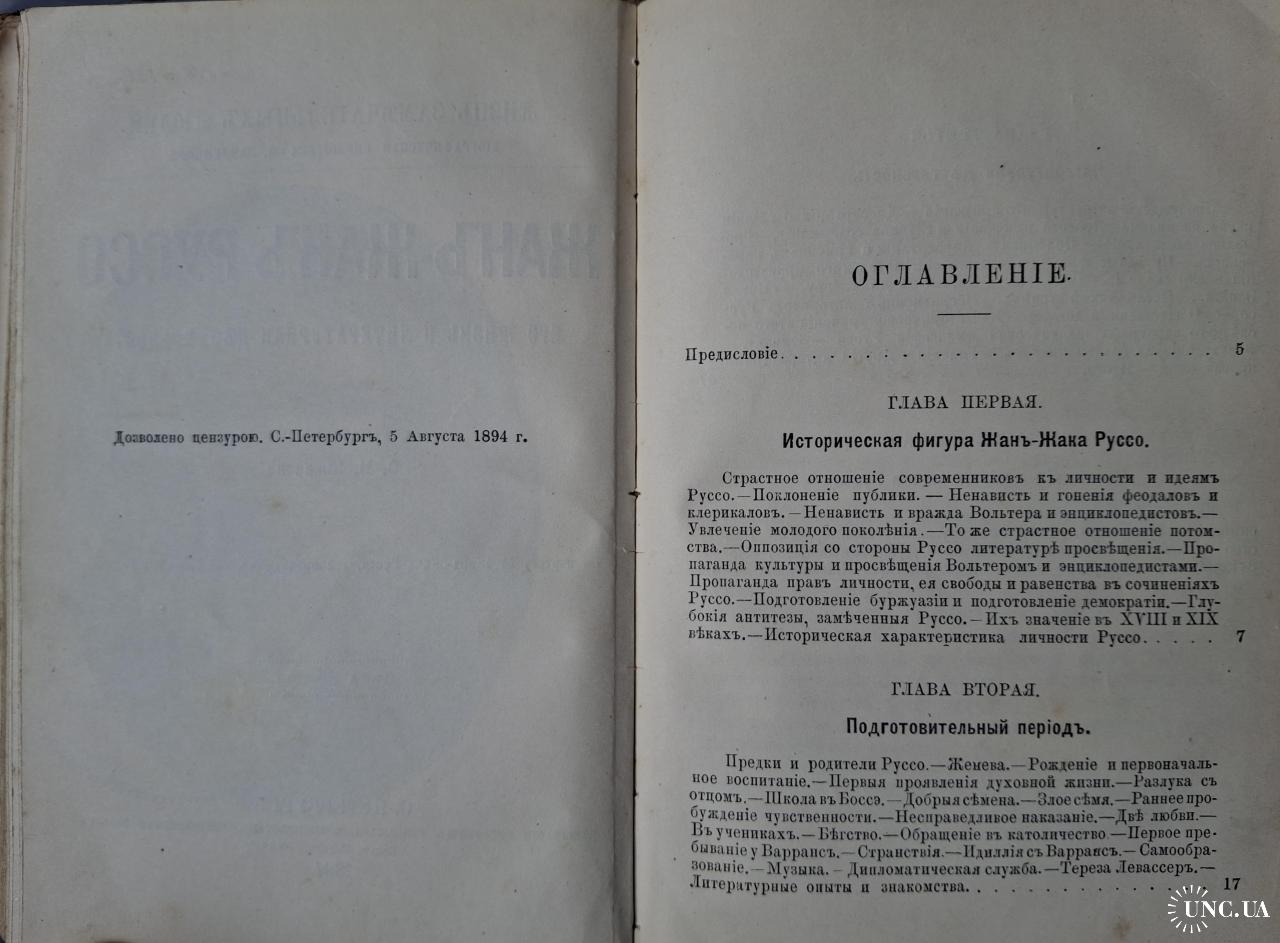 Дозволено цензурою. С.-Петербургъ, 5 Августа 1894 г.
ОГЛАВЛЕНІЕ.
Предисловіе. . . . . . . . . . . . . . . . . . . . . . . 5
ГЛАВА ПЕРВАЯ.
Историческая фигура Жанъ-Жака Руссо.
Страстное отношеніе современниковъ къ личности и идеямъ
Руссо.—Поклоненіе публики. — Ненависть и гоненія феодаловъ и
клерикаловъ. – Ненависть и вражда Вольтера и энциклопедистовъ.—
Увлеченіе молодого поколѣнія.—То же страстное отношеніе потом-
ства.—Оппозиція со стороны Руссо литературѣ просвѣщенія.—Про-
паганда культуры и просвѣщенія Вольтеромъ и энциклопедистами.—
Пропаганда правъ личности, ея свободы и равенства въ сочиненіяхъ
Руссо.—Подготовленіе буржуазіи и подготовленіе демократіи.—Глу-
бокія антитезы, замѣченныя Руссо. – Ихъ значеніе въ XVIII и XIX
вѣкахъ.—Историческая характеристика личности Руссо. . . . . 7
ГЛАВА ВТОРАЯ.
Подготовительный періодъ.
Предки и родители Руссо.—Женева.—Рожденіе и первоначаль-
ное воспитаніе.—Первыя проявленія духовной жизни.—Разлука съ
отцомъ.—Школа въ Боссэ.—Добрыя сѣмена.—Злое сѣмя.—Раннее про-
бужденіе чувственности.—Несправедливое наказаніе.—Двѣ любви.—
Въ ученикахъ.—Бѣгство.—Обращеніе въ католичество —Первое пре-
бываніе у Варрансъ.—Странствія.—Идиллія съ Варрансъ.— Самообра-
зованіе.—Музыка. – Дипломатическая служба.—Тереза Левассеръ.—
Литературные опыты и знакомства. . . . . . . . . . . . 17
UNC.UA